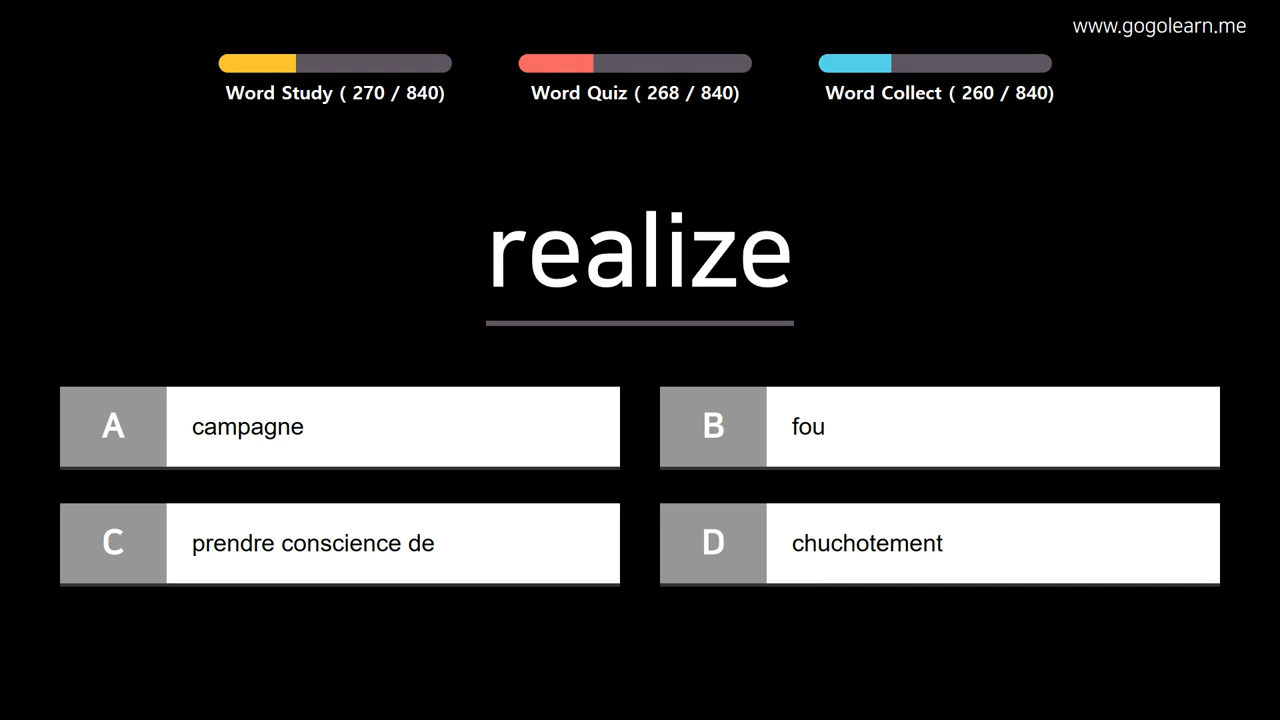 www.gogolearn.me
Word Study ( 270 / 840)
Word Quiz ( 268 / 840)
Word Collect ( 260 / 840)
realize
A campagne
B fou
C prendre conscience de
D chuchotement